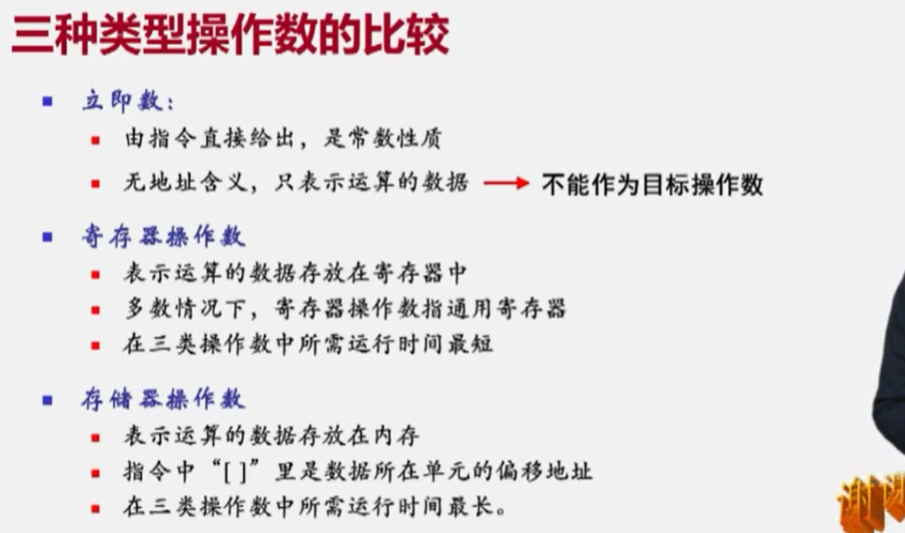 三种类型操作数的比较
立即数：
由指令直接给出，是常数性质
无地址含义，只表示运算的数据 不能作为目标操作数
寄存器操作数
表示运算的数据存放在寄存器中
多数情况下，寄存器操作数指通用寄存器
在三类操作数中所需运行时间最短
存储器操作数
表示运算的数据存放在内存
指令中“[ ]”里是数据所在单元的偏移地址
在三类操作数中所需运行时间最长。
谢